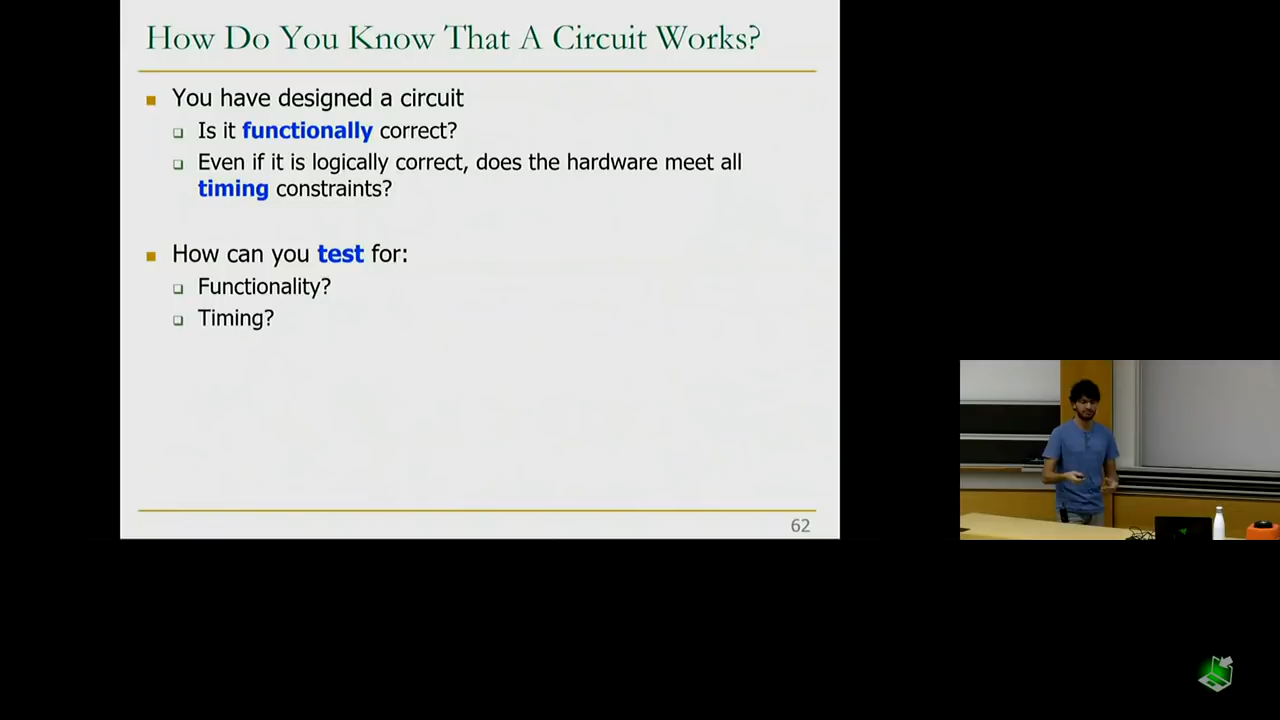 How Do You Know That A Circuit Works?
You have designed a circuit
Is it functionally correct?
Even if it is logically correct, does the hardware meet all
timing constraints?
How can you test for:
Functionality?
Timing?
62